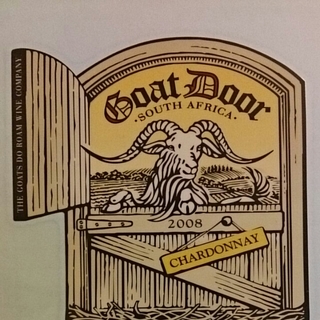 Goat Door
·SOUTH AFRICA·
THE GOATS DO ROAM WINE COMPANY
2008
CHARDONNAY